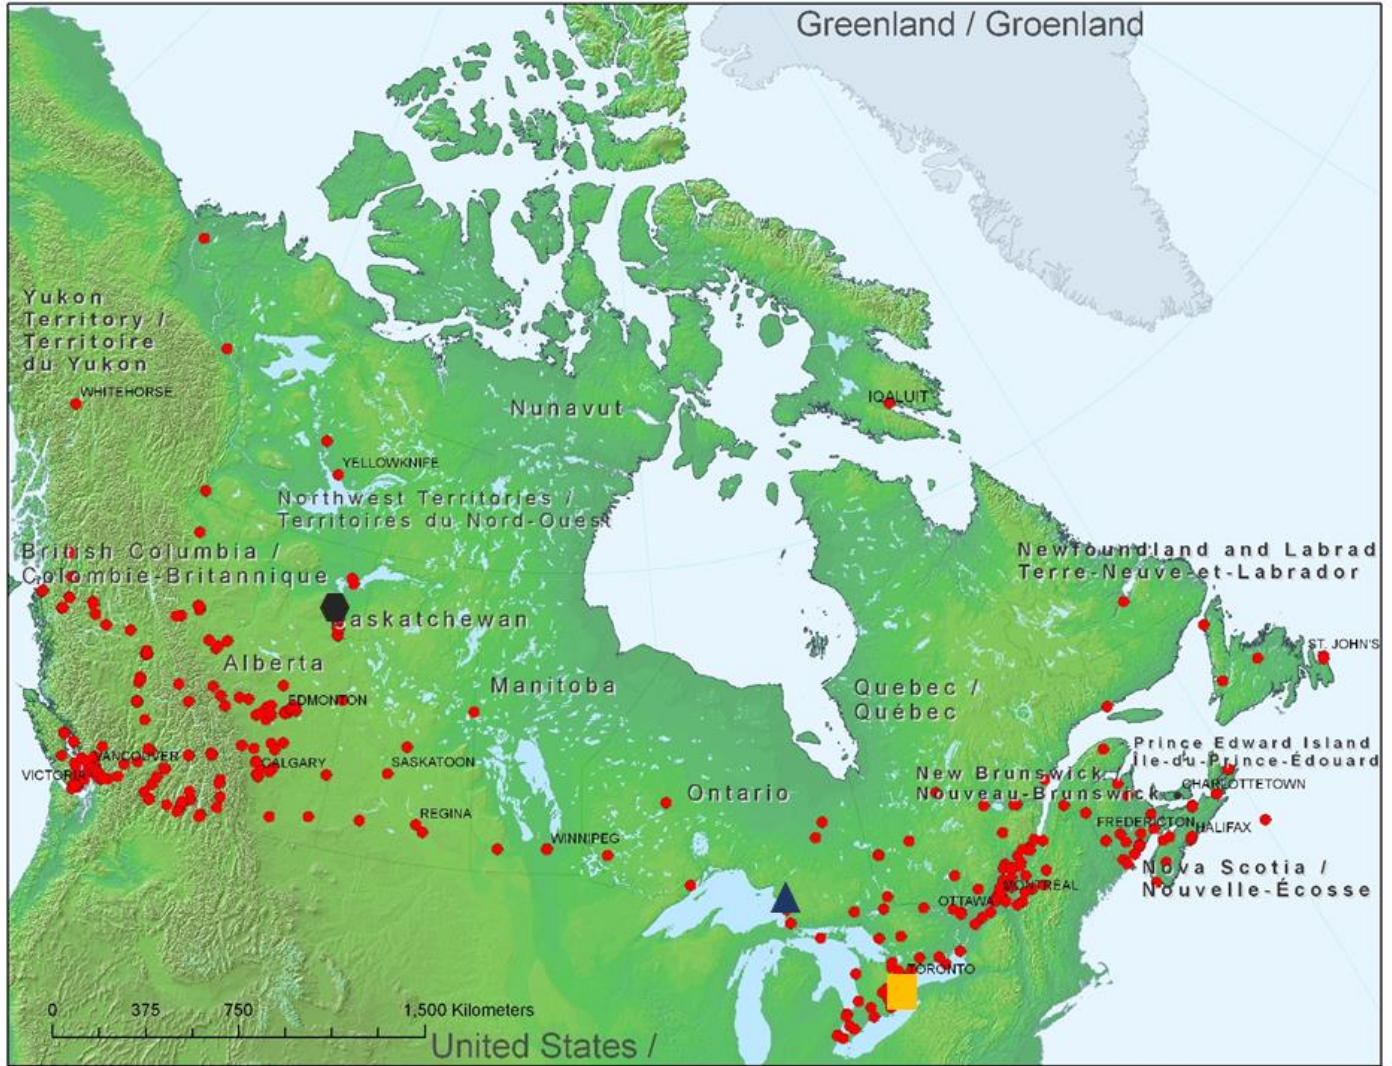 Greenland / Groenland
Yukon
Territory /
Territoire
du Yukon
WHITEHORSE
IQALUIT
Nunavut
YELLOWKNIFE
Northwest Territories /
Territoires du Nord-Ouest
British Columbia /
Colombie-Britannique
Newfoundland and Labrad
Terre-Neuve-et-Labrador
Saskatchewan
ST. JOHN'S
Alberta
Manitoba
Quebec /
Québec
EDMONTON
Prince Edward Island
Île-du-Prince-Édouard
VANCOUVER
CALGARY
SASKATOON
VICTORIA
New Brunswick /
Nouveau-Brunswick
CHARLOTTETOWN
Ontario
REGINA
WINNIPEG
FREDERICTON
HALIFAX
Nova Scotia /
Nouvelle-Écosse
MONTRÉAL
OTTAWA
TORONTO
0 375 750 1,500 Kilometers
United States /